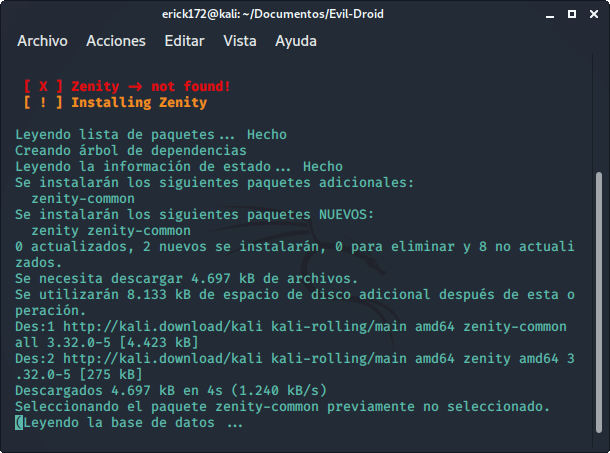 erick172@kali: ~/Documentos/Evil-Droid
Archivo Acciones Editar Vista Ayuda
[ X ] Zenity → not found!
[ ! ] Installing Zenity
Leyendo lista de paquetes... Hecho
Creando árbol de dependencias
Leyendo la información de estado... Hecho
Se instalarán los siguientes paquetes adicionales:
zenity-common
Se instalarán los siguientes paquetes NUEVOS:
zenity zenity-common
0 actualizados, 2 nuevos se instalarán, 0 para eliminar y 8 no actuali
zados.
Se necesita descargar 4.697 kB de archivos.
Se utilizarán 8.133 kB de espacio de disco adicional después de esta o
peración.
Des:1 http://kali.download/kali kali-rolling/main amd64 zenity-common
all 3.32.0-5 [4.423 kB]
Des:2 http://kali.download/kali kali-rolling/main amd64 zenity amd64 3
.32.0-5 [275 kB]
Descargados 4.697 kB en 4s (1.240 kB/s)
Seleccionando el paquete zenity-common previamente no seleccionado.
(Leyendo la base de datos ...